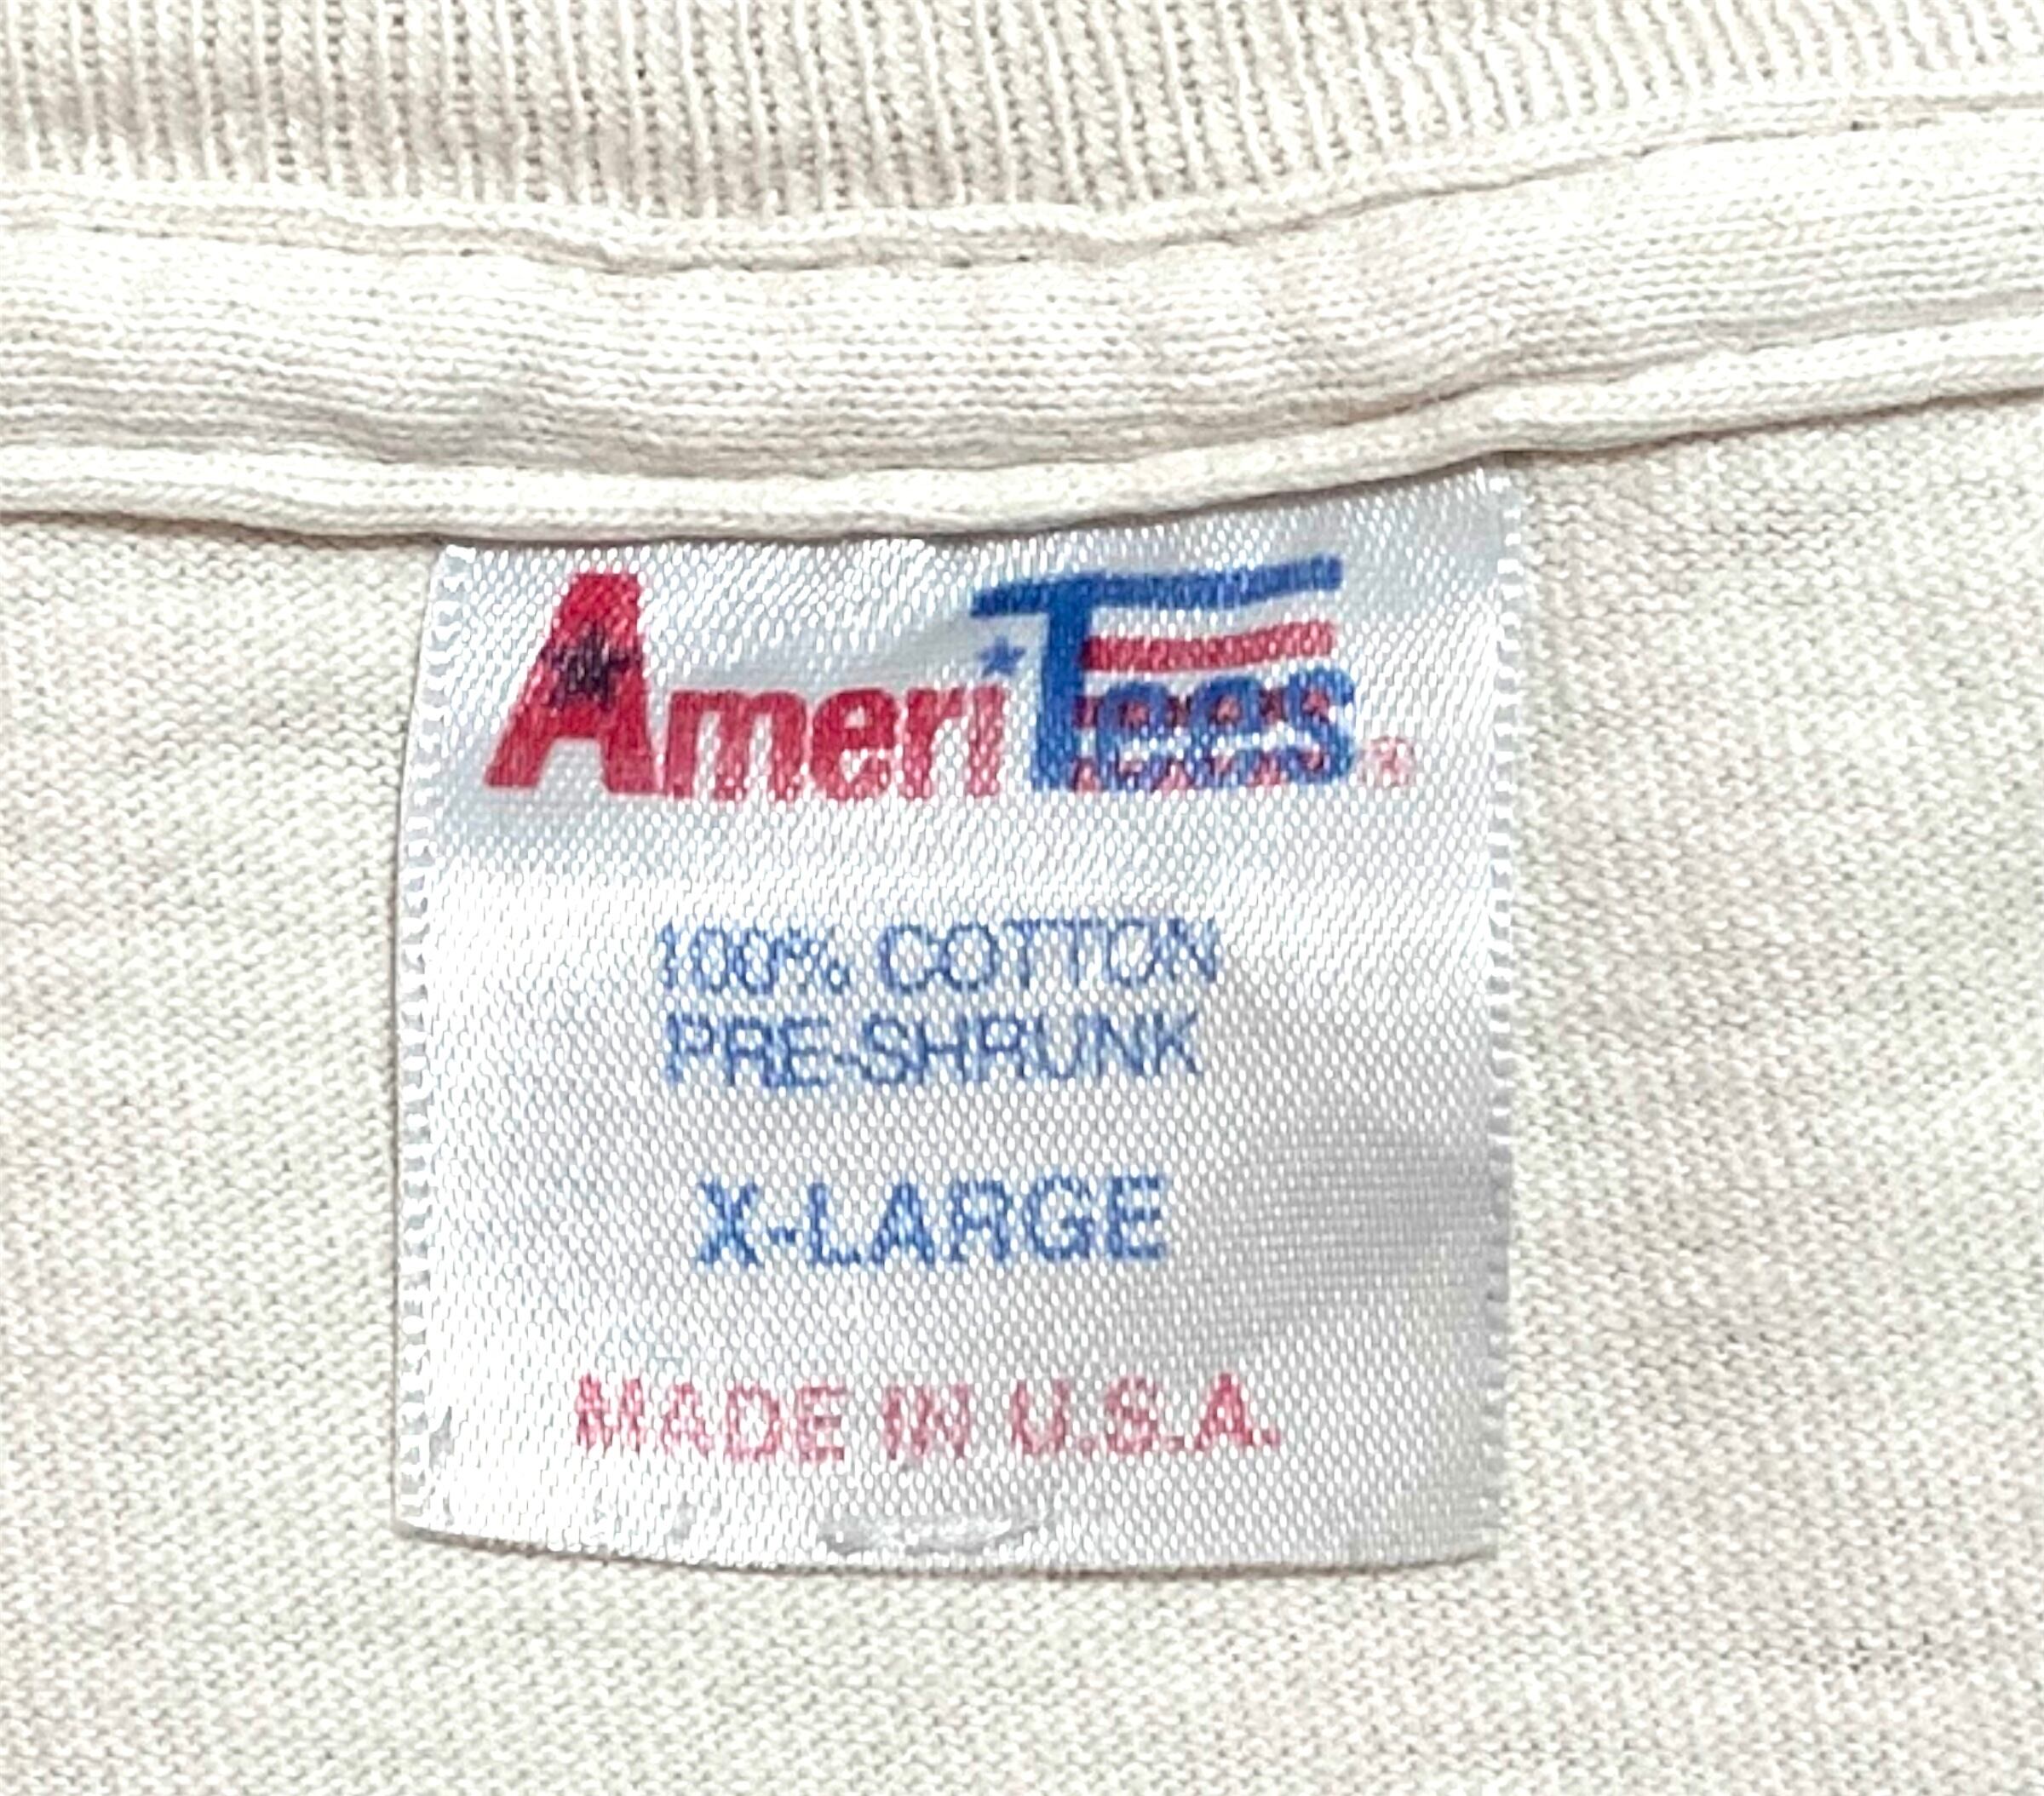 AmeriTees®
100% COTTON
PRE-SHRUNK
X-LARGE
MADE IN U.S.A.